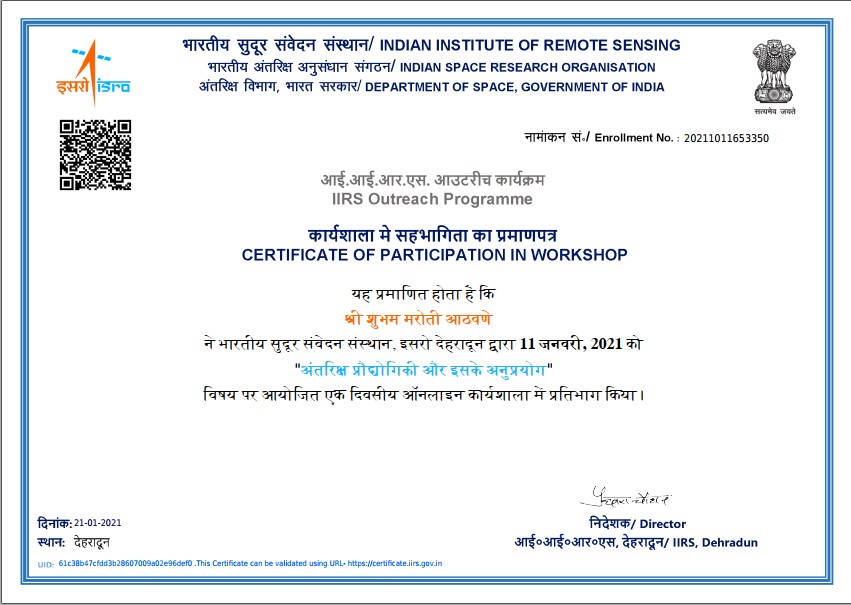 भारतीय सुदूर संवेदन संस्थान/ INDIAN INSTITUTE OF REMOTE SENSING
भारतीय अंतरिक्ष अनुसंधान संगठन/ INDIAN SPACE RESEARCH ORGANISATION
अंतरिक्ष विभाग, भारत सरकार/ DEPARTMENT OF SPACE, GOVERNMENT OF INDIA
इसरो isro
सत्यमेव जयते
नामांकन सं॰/ Enrollment No. : 20211011653350
आई.आई.आर.एस. आउटरीच कार्यक्रम
IIRS Outreach Programme
कार्यशाला मे सहभागिता का प्रमाणपत्र
CERTIFICATE OF PARTICIPATION IN WORKSHOP
यह प्रमाणित होता है कि
श्री शुभम मरोती आठवणे
ने भारतीय सुदूर संवेदन संस्थान, इसरो देहरादून द्वारा 11 जनवरी, 2021 को
"अंतरिक्ष प्रौद्योगिकी और इसके अनुप्रयोग"
विषय पर आयोजित एक दिवसीय ऑनलाइन कार्यशाला में प्रतिभाग किया।
दिनांक: 21-01-2021
स्थान: देहरादून
निदेशक/ Director
आई०आई०आर०एस, देहरादून/ IIRS, Dehradun
UID: 61c38b47cfdd3b28607009a02e96def0 .This Certificate can be validated using URL- https://certificate.iirs.gov.in